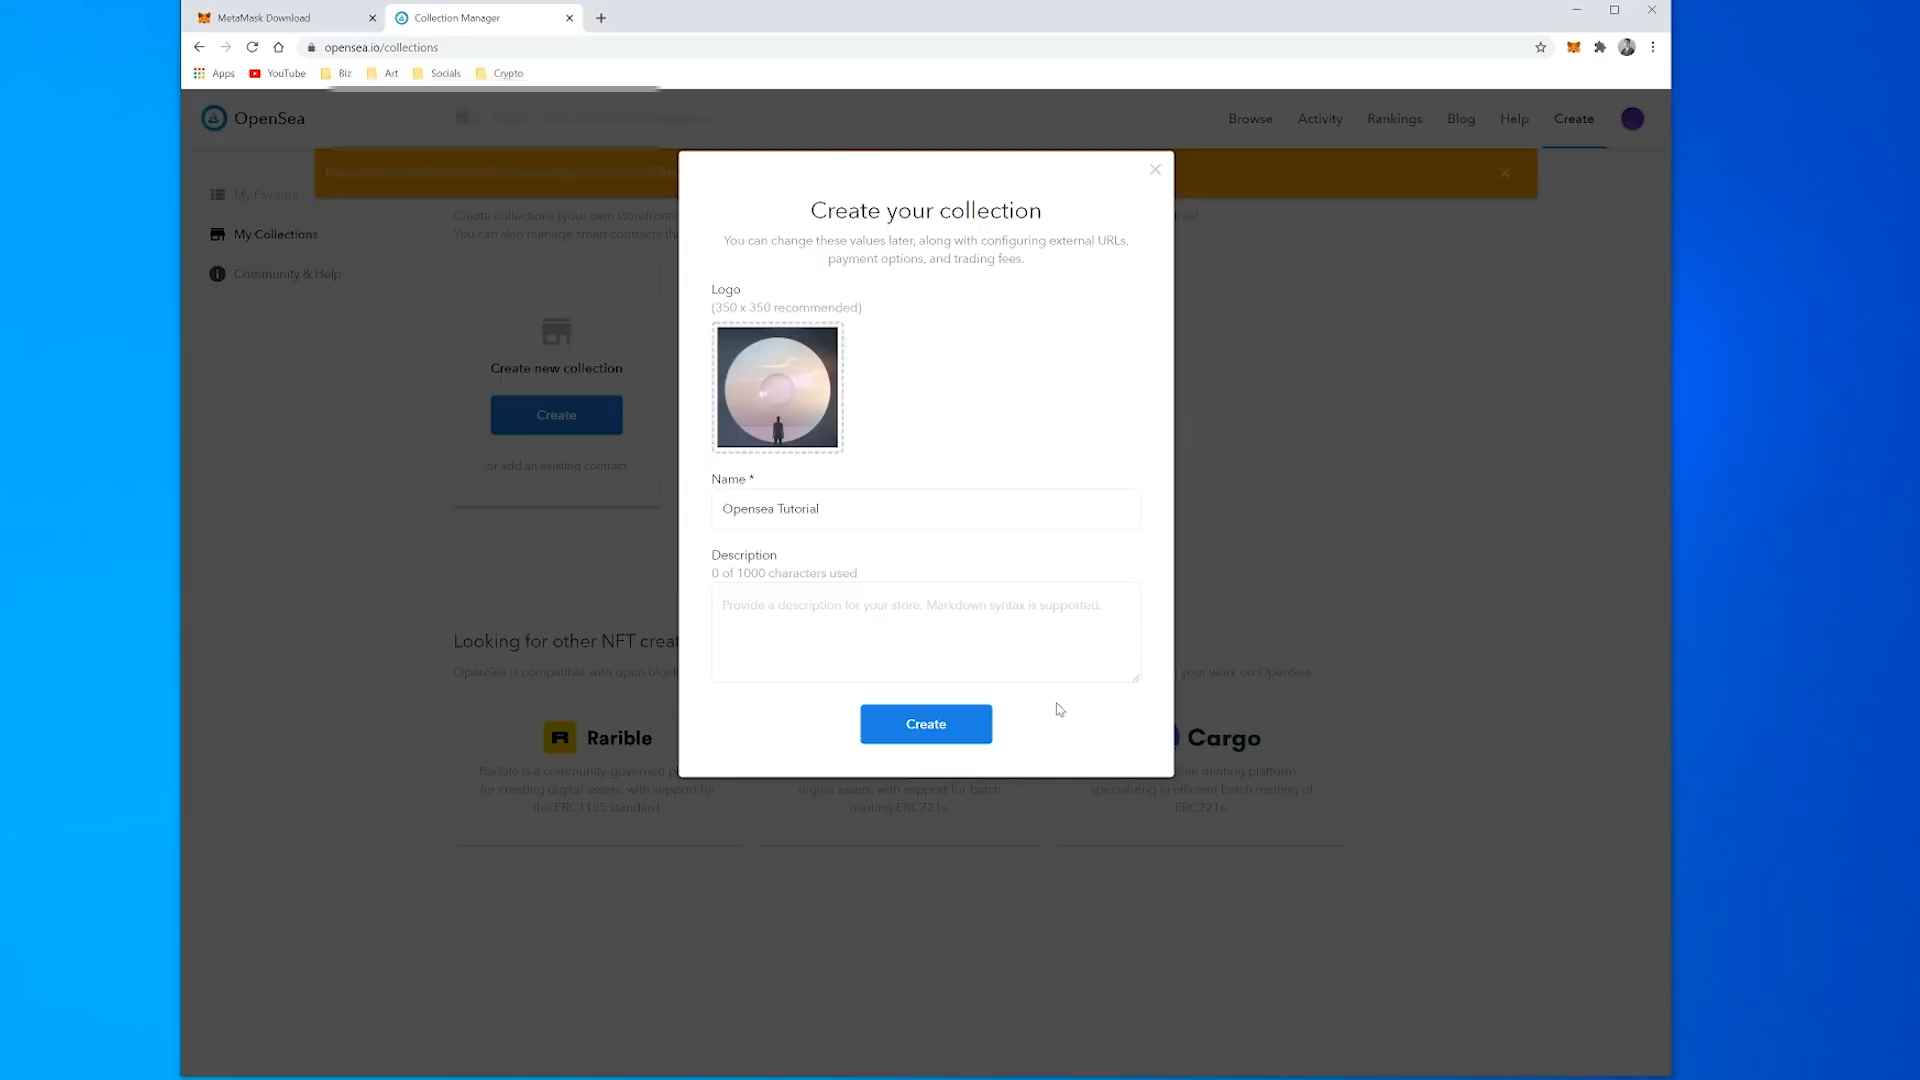 MetaMask Download
Collection Manager
opensea.io/collections
Apps
YouTube
Biz
Art
Socials
Crypto
OpenSea
Browse
Activity
Rankings
Blog
Help
Create
My Favorite
My Collections
Community & Help
Create collections (your own storefront
You can also manage smart contracts
Create new collection
Create
or add an existing contract
Create your collection
You can change these values later, along with configuring external URLs,
payment options, and trading fees.
Logo
(350 x 350 recommended)
Name *
Opensea Tutorial
Description
0 of 1000 characters used
Provide a description for your store. Markdown syntax is supported.
Create
Looking for other NFT creat
OpenSea is compatible with open
your work on OpenSea.
R Rarible
Rarible is a community-governed
for creating digital assets, with support for
the ERC1155 standard
digital assets, with support for batch
minting ERC721s.
Cargo
minting platform
specializing in efficient batch minting of
ERC721s